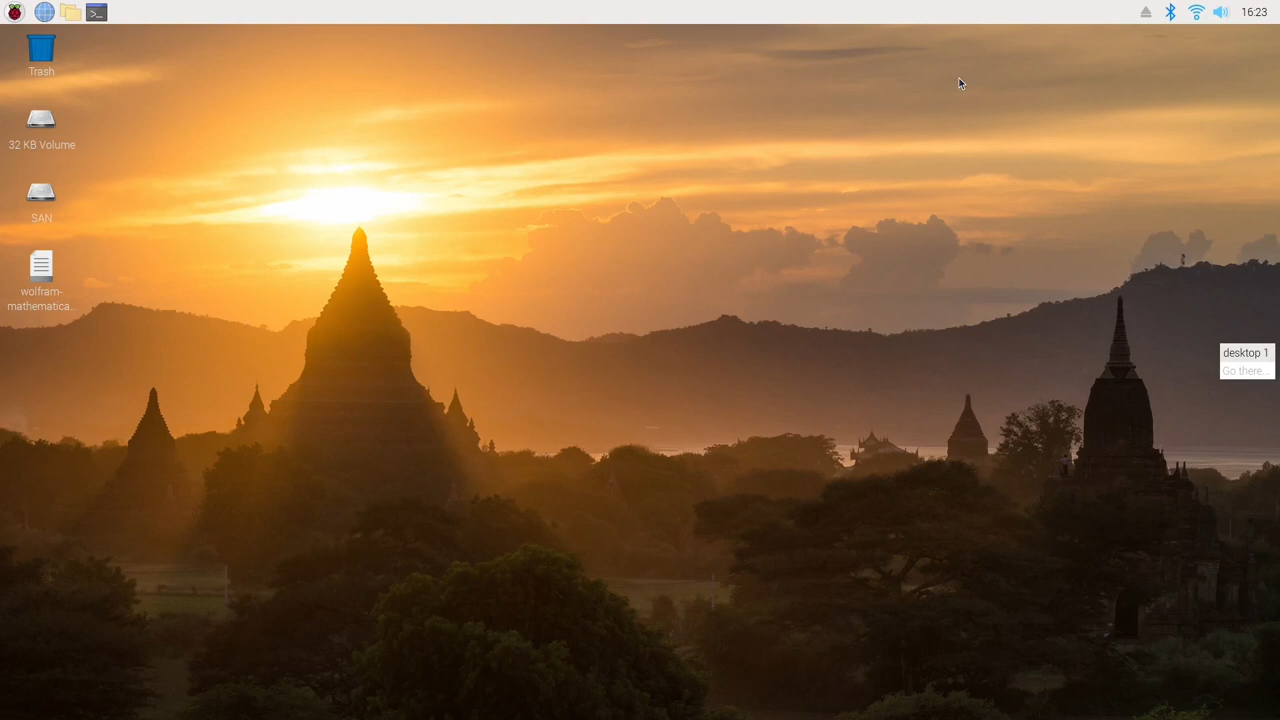 16:23
Trash
32 KB Volume
SAN
wolfram-
mathematica...
desktop 1
Go there...